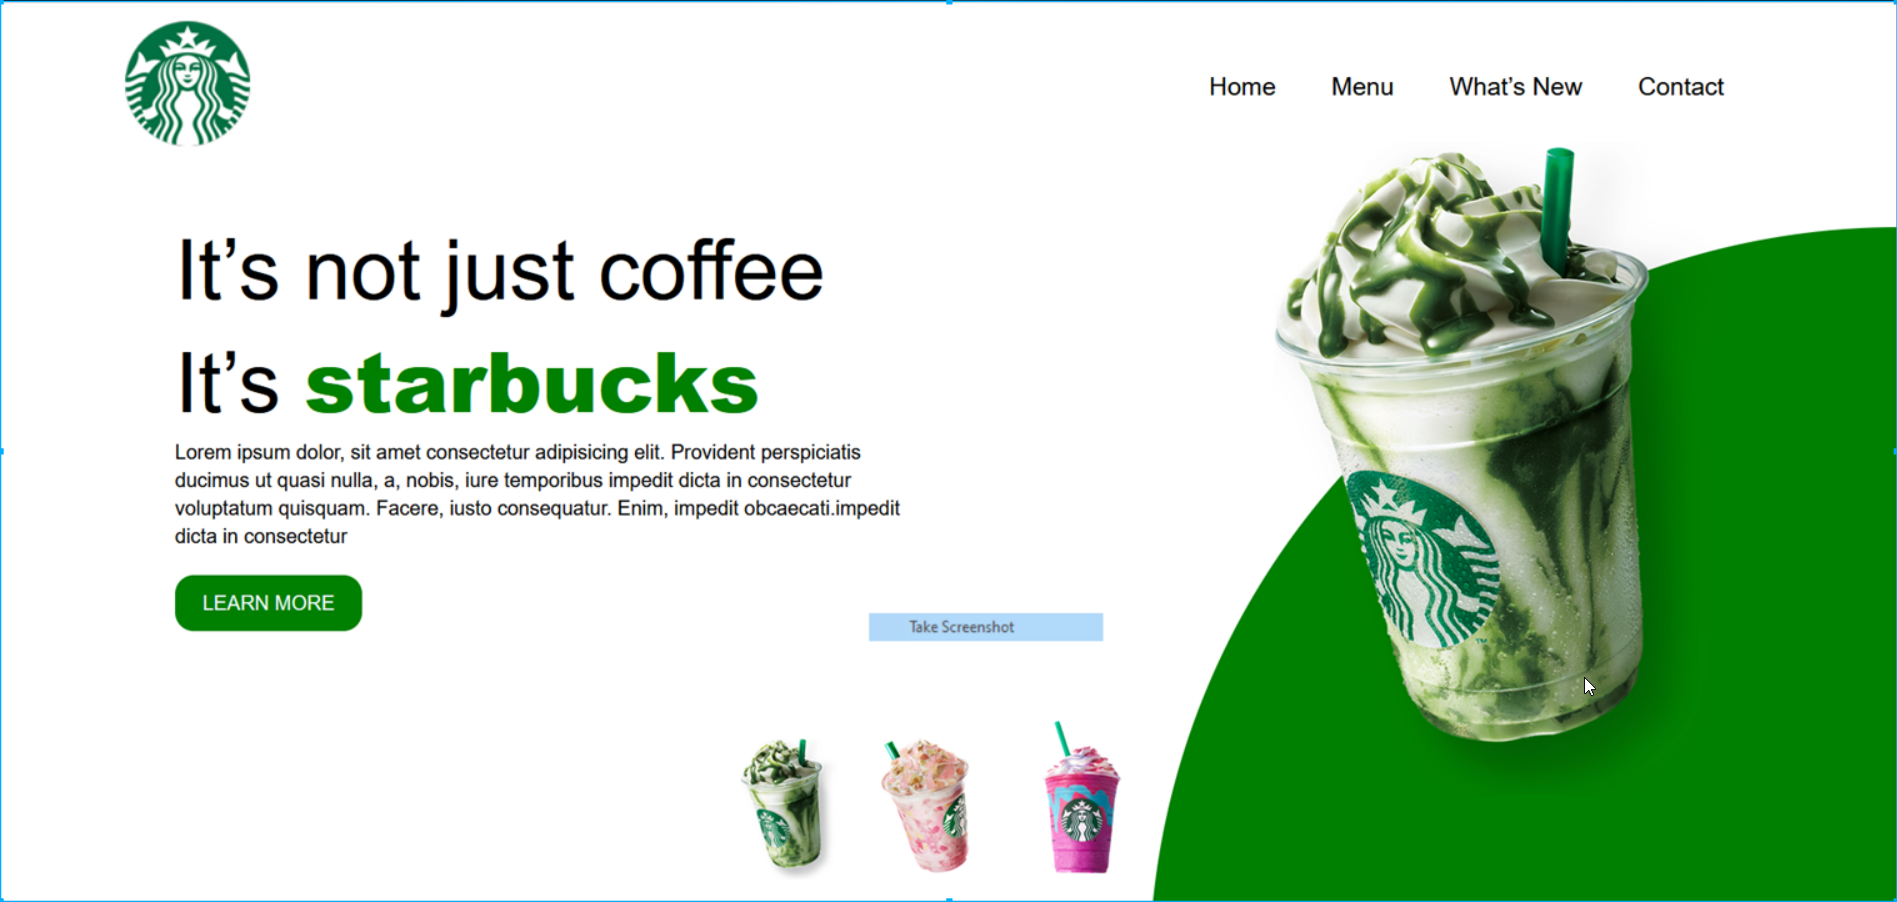 Home Menu What's New Contact
It’s not just coffee
It’s starbucks
Lorem ipsum dolor, sit amet consectetur adipisicing elit. Provident perspiciatis
ducimus ut quasi nulla, a, nobis, iure temporibus impedit dicta in consectetur
voluptatum quisquam. Facere, iusto consequatur. Enim, impedit obcaecati.impedit
dicta in consectetur
LEARN MORE
Take Screenshot
TM